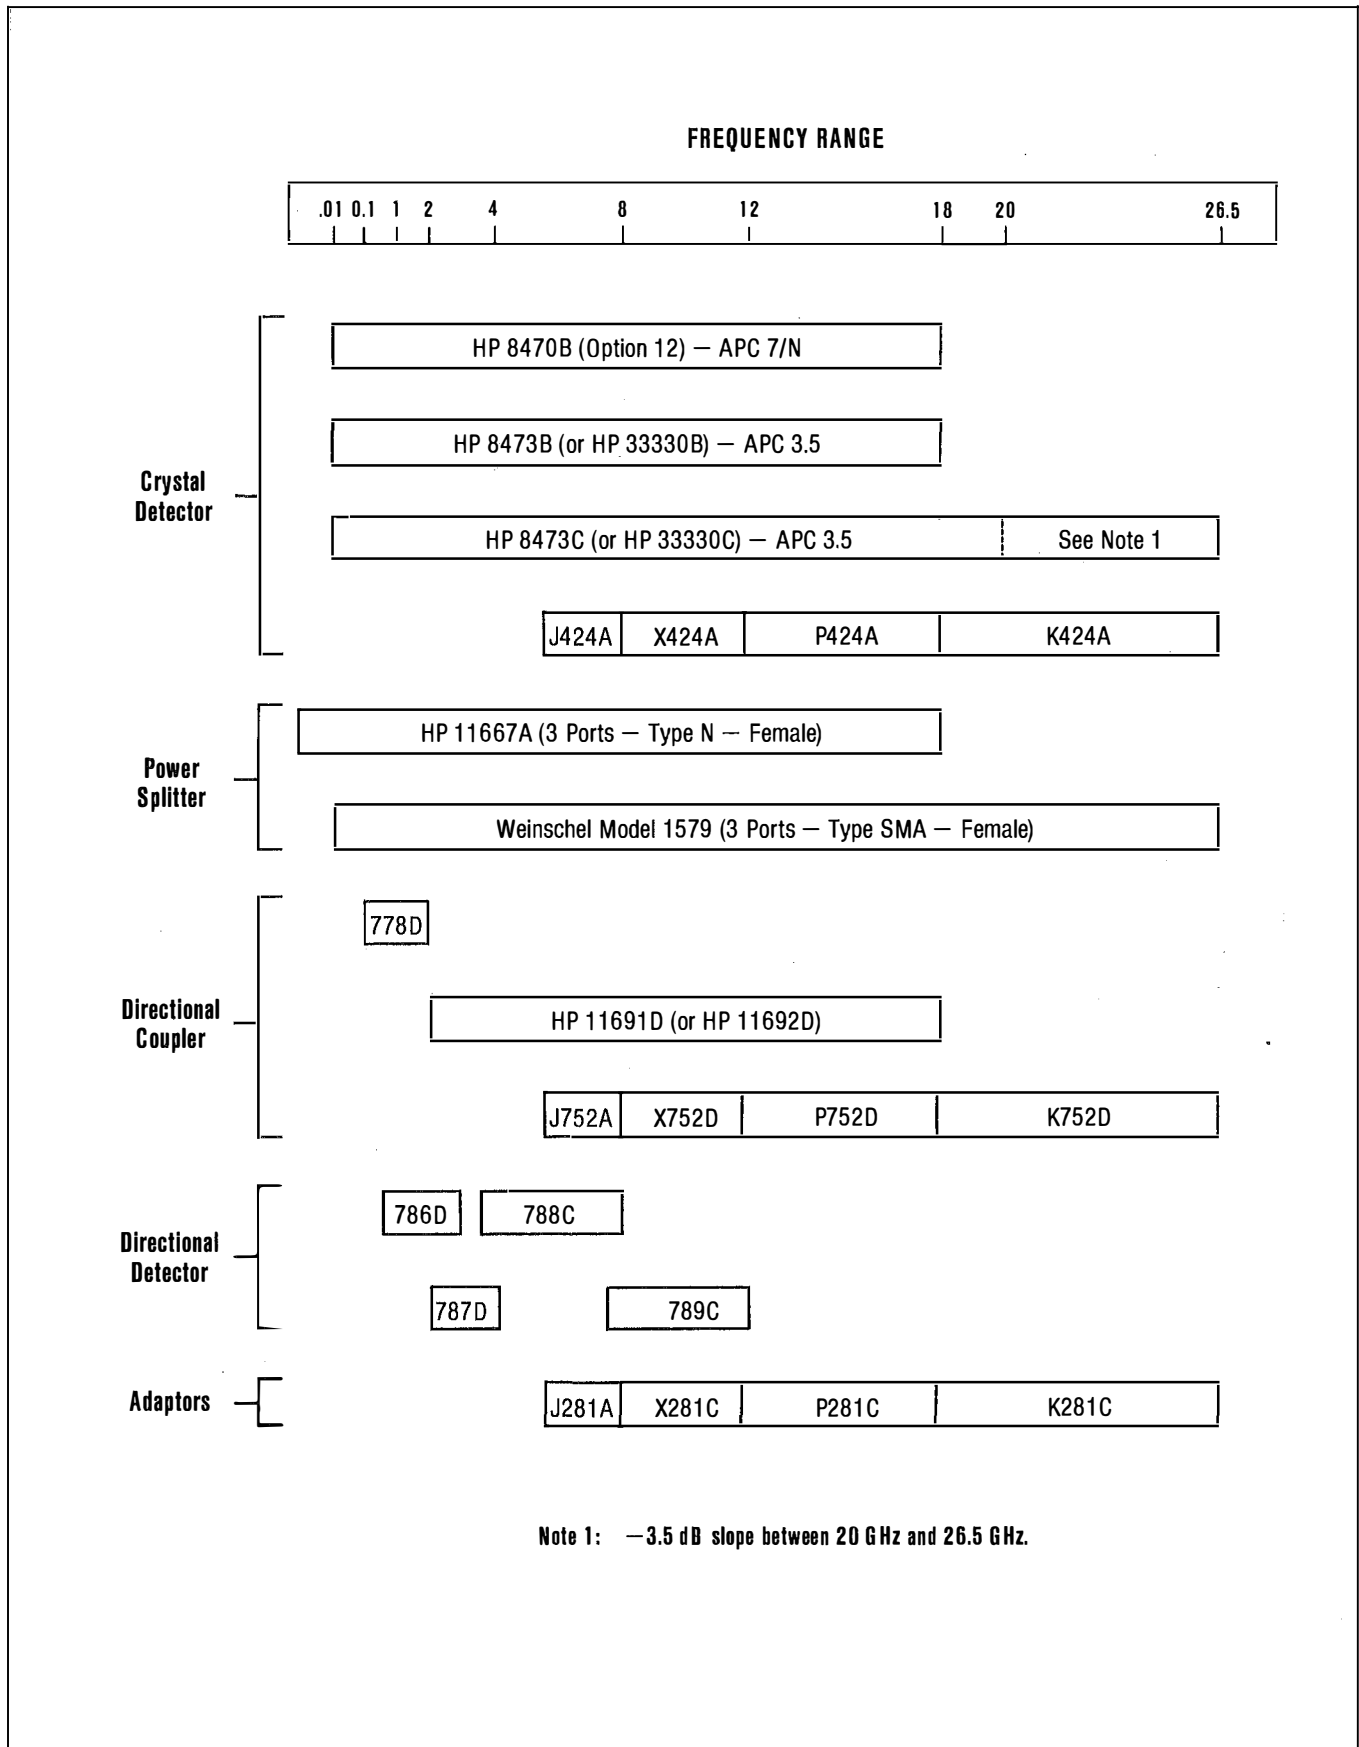 FREQUENCY RANGE
.01 0.1 1 2 4 8 12 18 20 26.5
HP 8470B (Option 12) — APC 7/N
HP 8473B (or HP 33330B) — APC 3.5
Crystal
Detector
HP 8473C (or HP 33330C) — APC 3.5 See Note 1
J424A X424A P424A K424A
HP 11667A (3 Ports — Type N — Female)
Power
Splitter
Weinschel Model 1579 (3 Ports — Type SMA — Female)
778D
Directional
Coupler
HP 11691D (or HP 11692D)
J752A X752D P752D K752D
786D 788C
Directional
Detector
787D 789C
Adaptors
J281A X281C P281C K281C
Note 1: —3.5 dB slope between 20 GHz and 26.5 GHz.